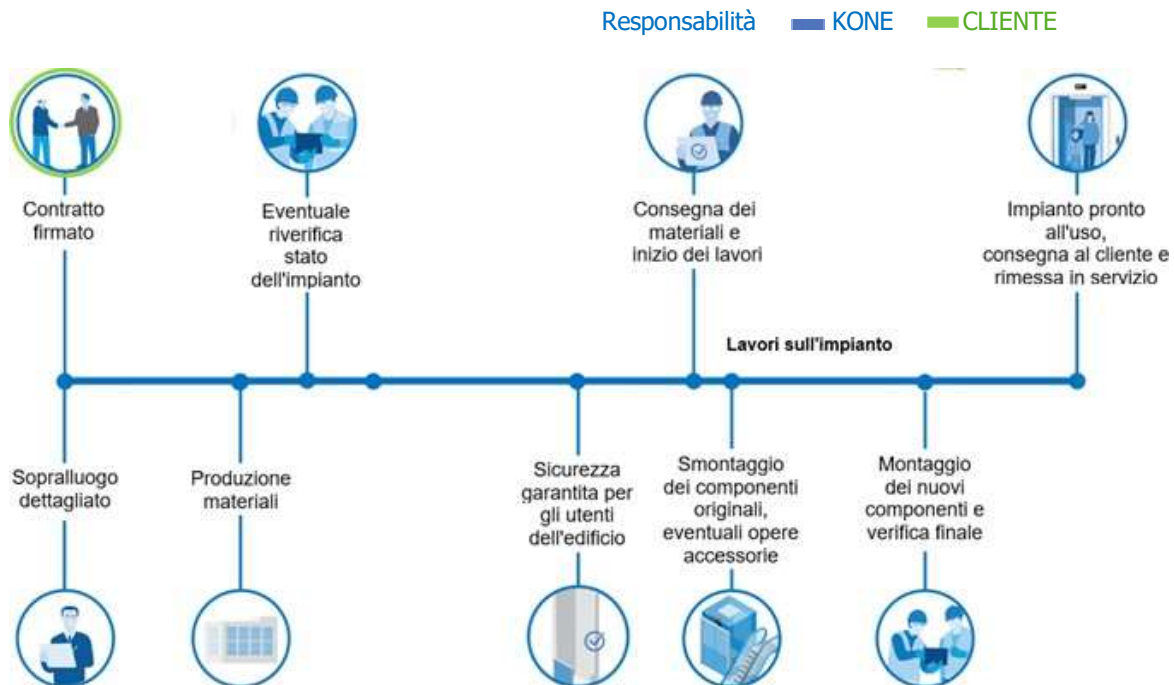 Responsabilità KONE CLIENTE
Contratto
firmato
Eventuale
riverifica
stato
dell'impianto
Consegna dei
materiali e
inizio dei lavori
Impianto pronto
all'uso,
consegna al cliente e
rimessa in servizio
Lavori sull'impianto
Sopralluogo
dettagliato
Produzione
materiali
Sicurezza
garantita per
gli utenti
dell'edificio
Smontaggio
dei componenti
originali,
eventuali opere
accessorie
Montaggio
dei nuovi
componenti e
verifica finale